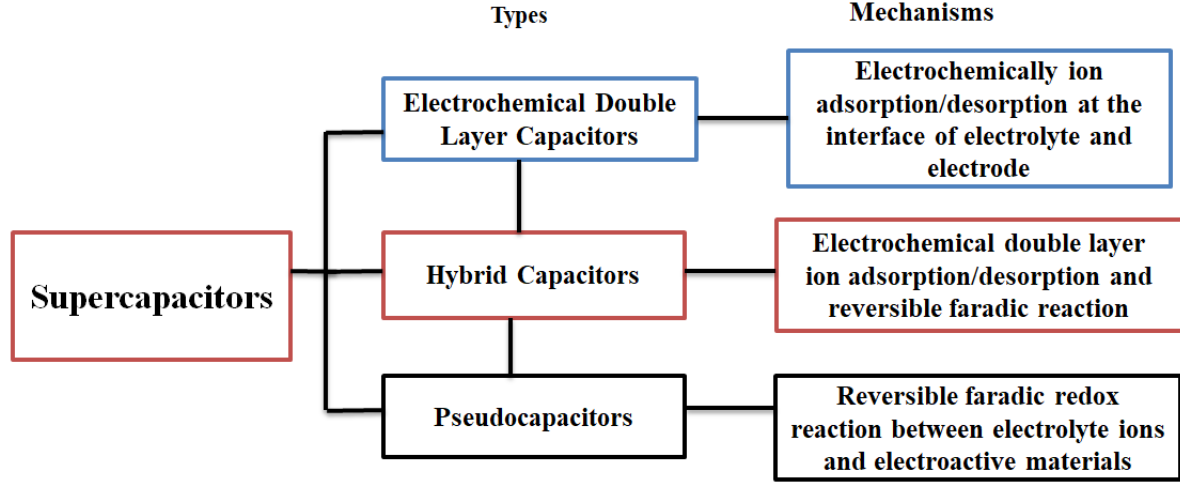 Types
Mechanisms
Electrochemical Double
Layer Capacitors
Electrochemically ion
adsorption/desorption at the
interface of electrolyte and
electrode
Supercapacitors
Hybrid Capacitors
Electrochemical double layer
ion adsorption/desorption and
reversible faradic reaction
Pseudocapacitors
Reversible faradic redox
reaction between electrolyte ions
and electroactive materials